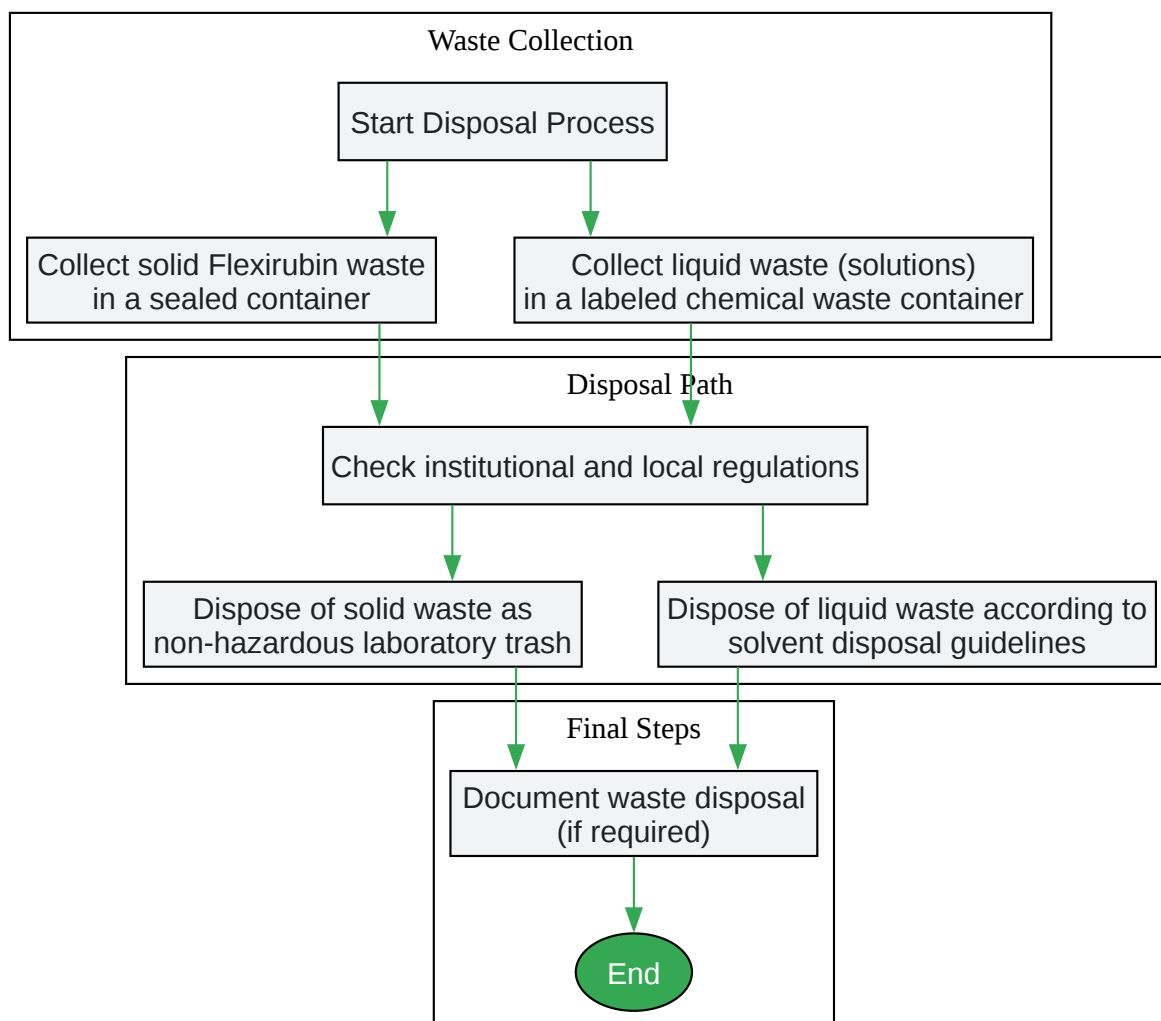 Waste Collection
Start Disposal Process
Collect solid Flexirubin waste
in a sealed container
Collect liquid waste (solutions)
in a labeled chemical waste container
Disposal Path
Check institutional and local regulations
Dispose of solid waste as
non-hazardous laboratory trash
Dispose of liquid waste according to
solvent disposal guidelines
Final Steps
Document waste disposal
(if required)
End